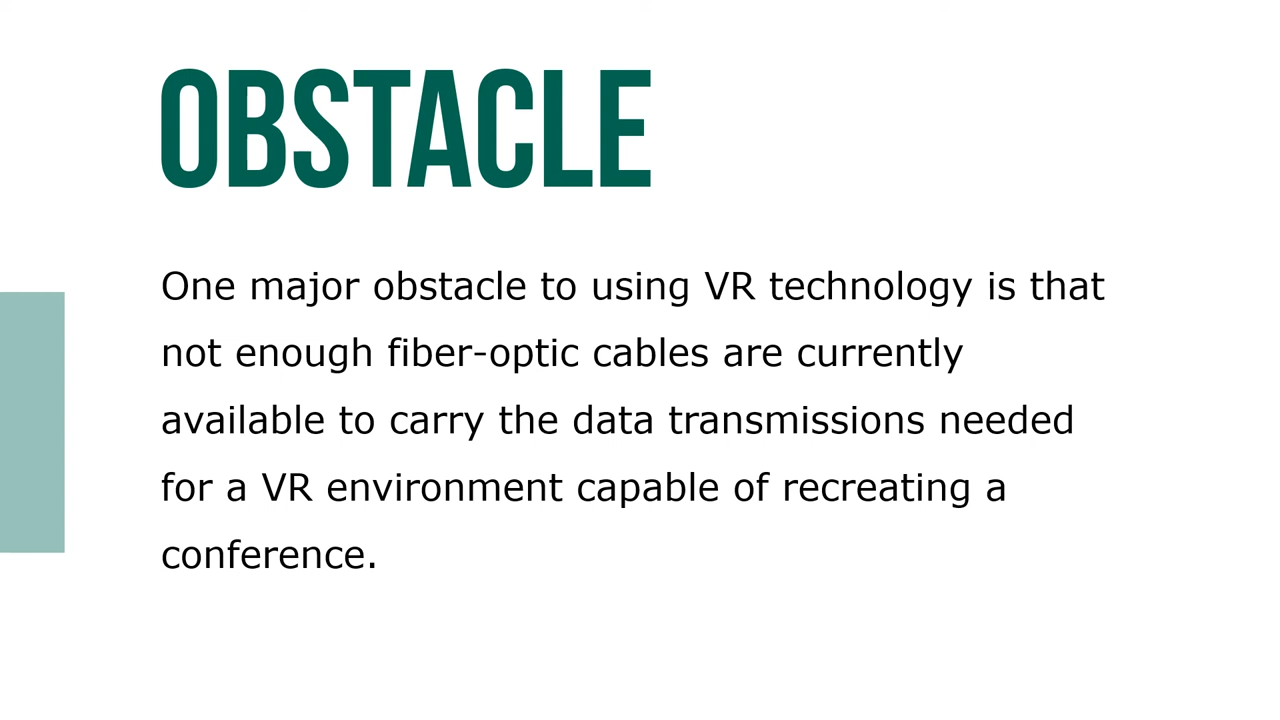 OBSTACLE
One major obstacle to using VR technology is that
not enough fiber-optic cables are currently
available to carry the data transmissions needed
for a VR environment capable of recreating a
conference.